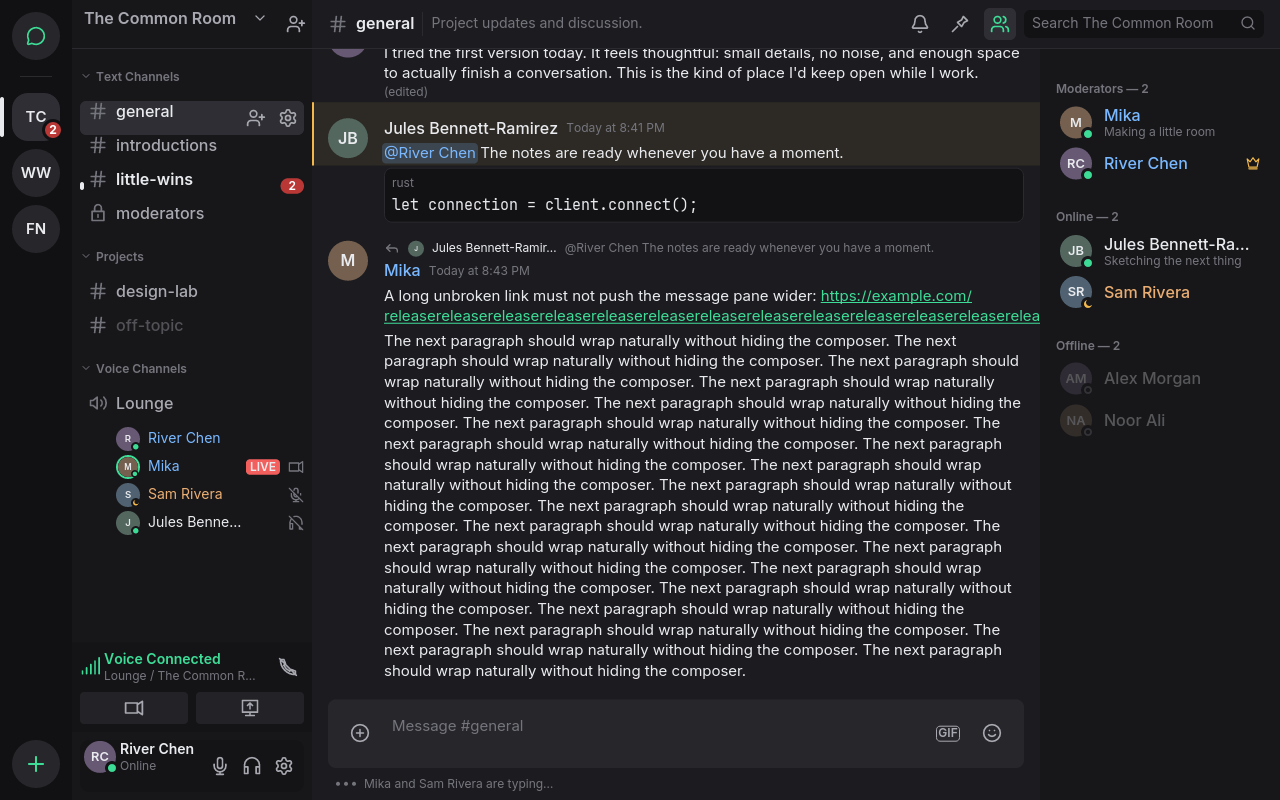 The Common Room
general
Project updates and discussion.
Search The Common Room
TC
2
WW
FN
Text Channels
general
introductions
little-wins
2
moderators
Projects
design-lab
off-topic
Voice Channels
Lounge
R
River Chen
M
Mika
LIVE
S
Sam Rivera
J
Jules Benne...
Voice Connected
Lounge / The Common R...
RC
River Chen
Online
I tried the first version today. It feels thoughtful: small details, no noise, and enough space
to actually finish a conversation. This is the kind of place I'd keep open while I work.
(edited)
JB
Jules Bennett-Ramirez Today at 8:41 PM
@River Chen The notes are ready whenever you have a moment.
rust
let connection = client.connect();
J
Jules Bennett-Ramir... @River Chen The notes are ready whenever you have a moment.
M
Mika Today at 8:43 PM
A long unbroken link must not push the message pane wider: https://example.com/
releasereleasereleasereleasereleasereleasereleasereleasereleasereleasereleasereleaserelea
The next paragraph should wrap naturally without hiding the composer. The next
paragraph should wrap naturally without hiding the composer. The next paragraph should
wrap naturally without hiding the composer. The next paragraph should wrap naturally
without hiding the composer. The next paragraph should wrap naturally without hiding the
composer. The next paragraph should wrap naturally without hiding the composer. The
next paragraph should wrap naturally without hiding the composer. The next paragraph
should wrap naturally without hiding the composer. The next paragraph should wrap
naturally without hiding the composer. The next paragraph should wrap naturally without
hiding the composer. The next paragraph should wrap naturally without hiding the
composer. The next paragraph should wrap naturally without hiding the composer. The
next paragraph should wrap naturally without hiding the composer. The next paragraph
should wrap naturally without hiding the composer. The next paragraph should wrap
naturally without hiding the composer. The next paragraph should wrap naturally without
hiding the composer. The next paragraph should wrap naturally without hiding the
composer. The next paragraph should wrap naturally without hiding the composer. The
next paragraph should wrap naturally without hiding the composer. The next paragraph
should wrap naturally without hiding the composer.
Message #general
GIF
Mika and Sam Rivera are typing...
Moderators — 2
M
Mika
Making a little room
RC
River Chen
Online — 2
JB
Jules Bennett-Ra...
Sketching the next thing
SR
Sam Rivera
Offline — 2
AM
Alex Morgan
NA
Noor Ali